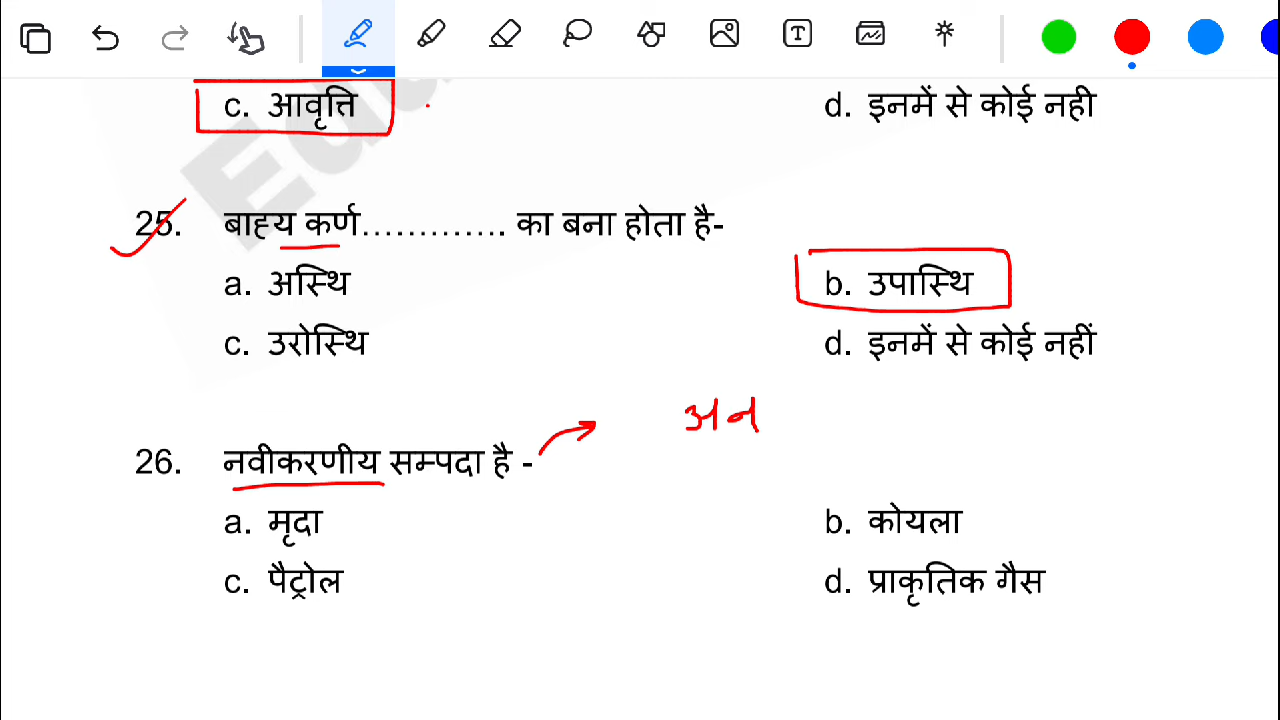 c. आवृत्ति
d. इनमें से कोई नही
25. बाह्य कर्ण............. का बना होता है-
a. अस्थि
b. उपास्थि
c. उरोस्थि
d. इनमें से कोई नहीं
अन
26. नवीकरणीय सम्पदा है -
a. मृदा
b. कोयला
c. पैट्रोल
d. प्राकृतिक गैस